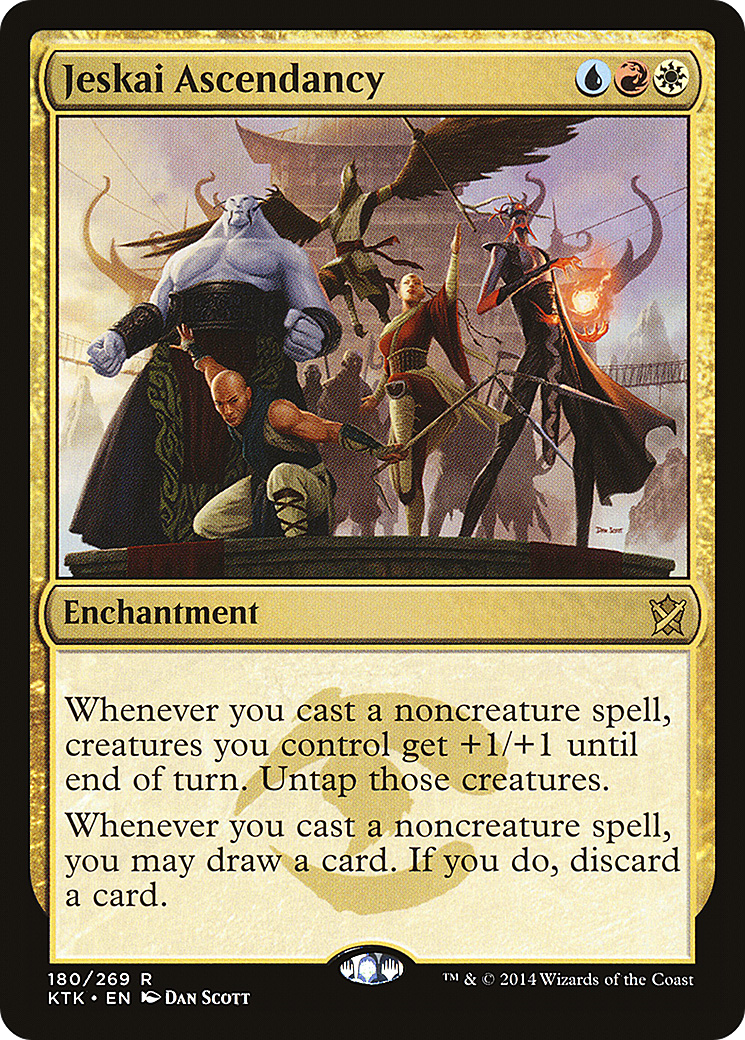 Jeskai Ascendancy
Dan Scott
Enchantment
Whenever you cast a noncreature spell,
creatures you control get +1/+1 until
end of turn. Untap those creatures.
Whenever you cast a noncreature spell,
you may draw a card. If you do, discard
a card.
180/269 R
KTK • EN Dan Scott
™ & © 2014 Wizards of the Coast